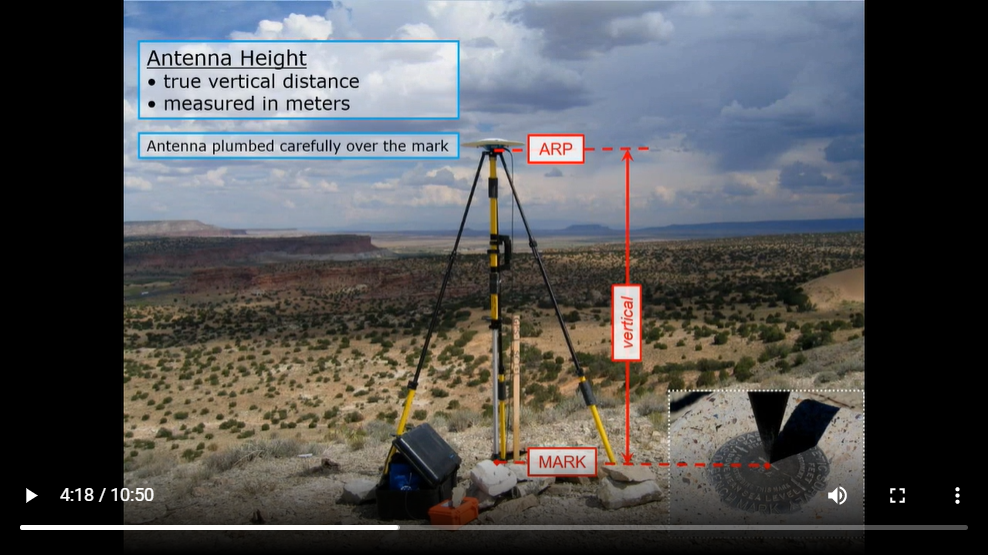 Antenna Height
• true vertical distance
• measured in meters
Antenna plumbed carefully over the mark
ARP
vertical
MARK
4:18 / 10:50